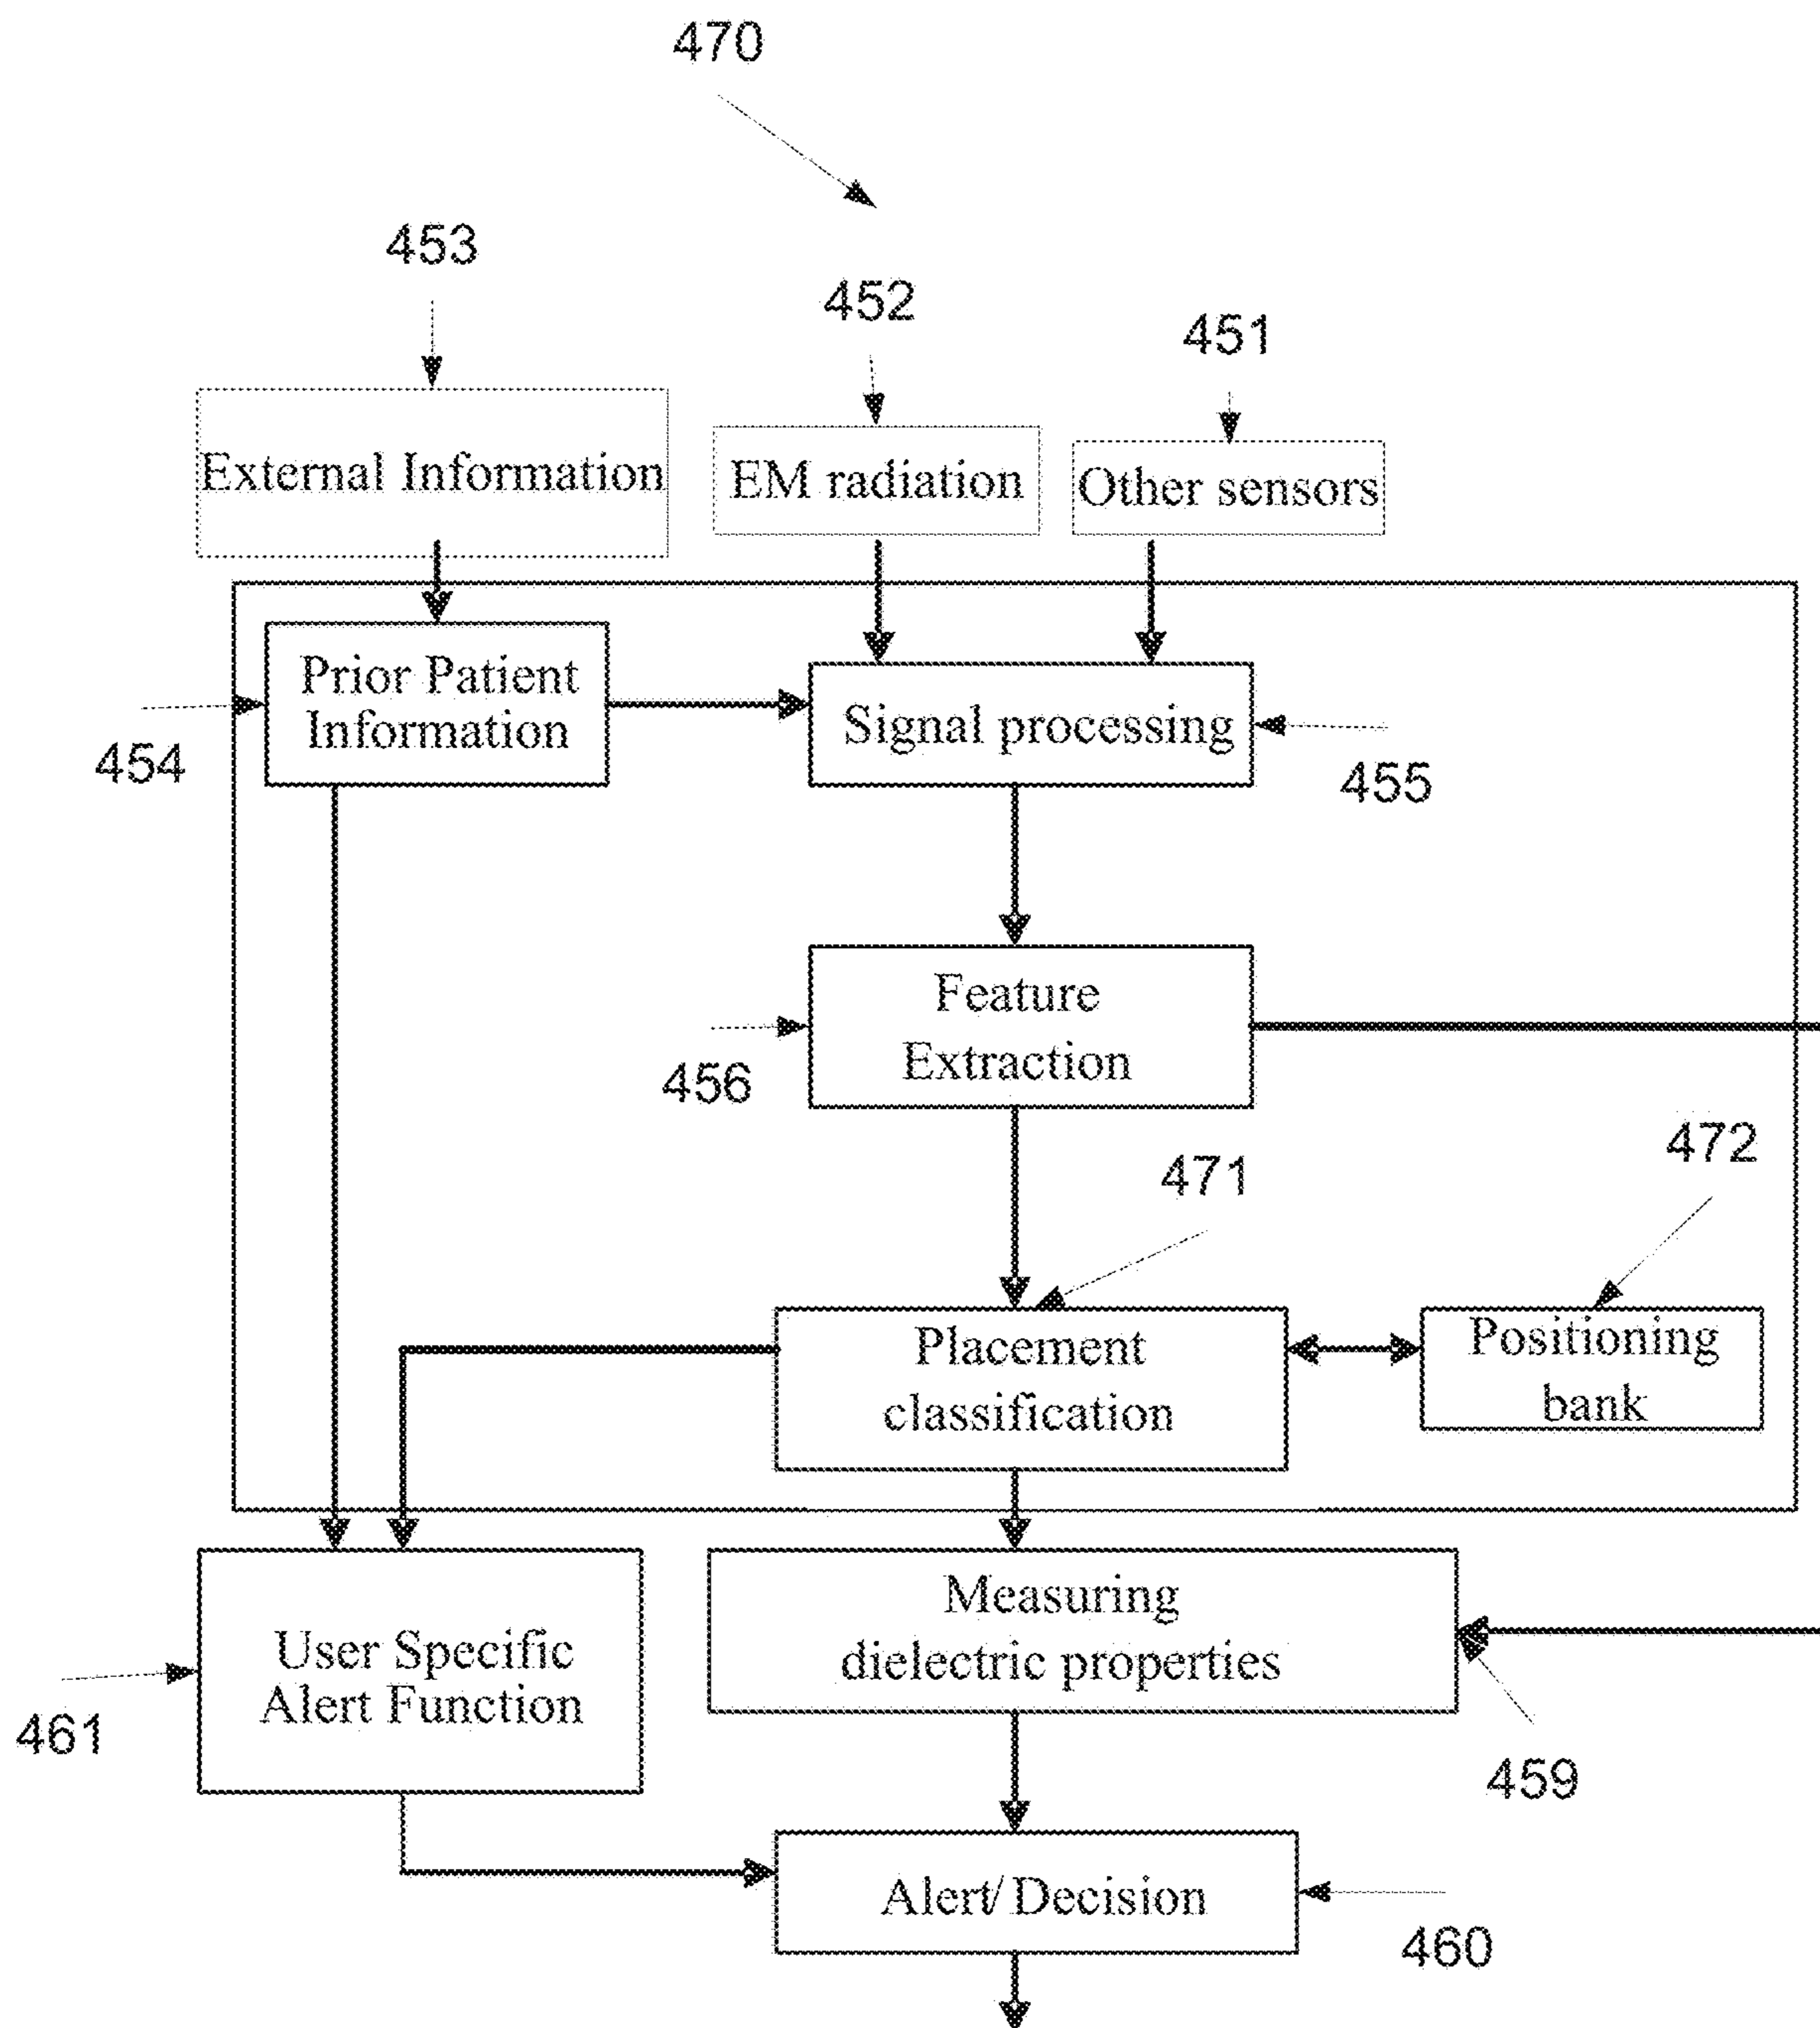 470
453
452
451
External Information
EM radiation
Other sensors
Prior Patient
Information
Signal processing
454
455
Feature
Extraction
456
471
472
Placement
classification
Positioning
bank
User Specific
Alert Function
Measuring
dielectric properties
461
459
Alert/Decision
460